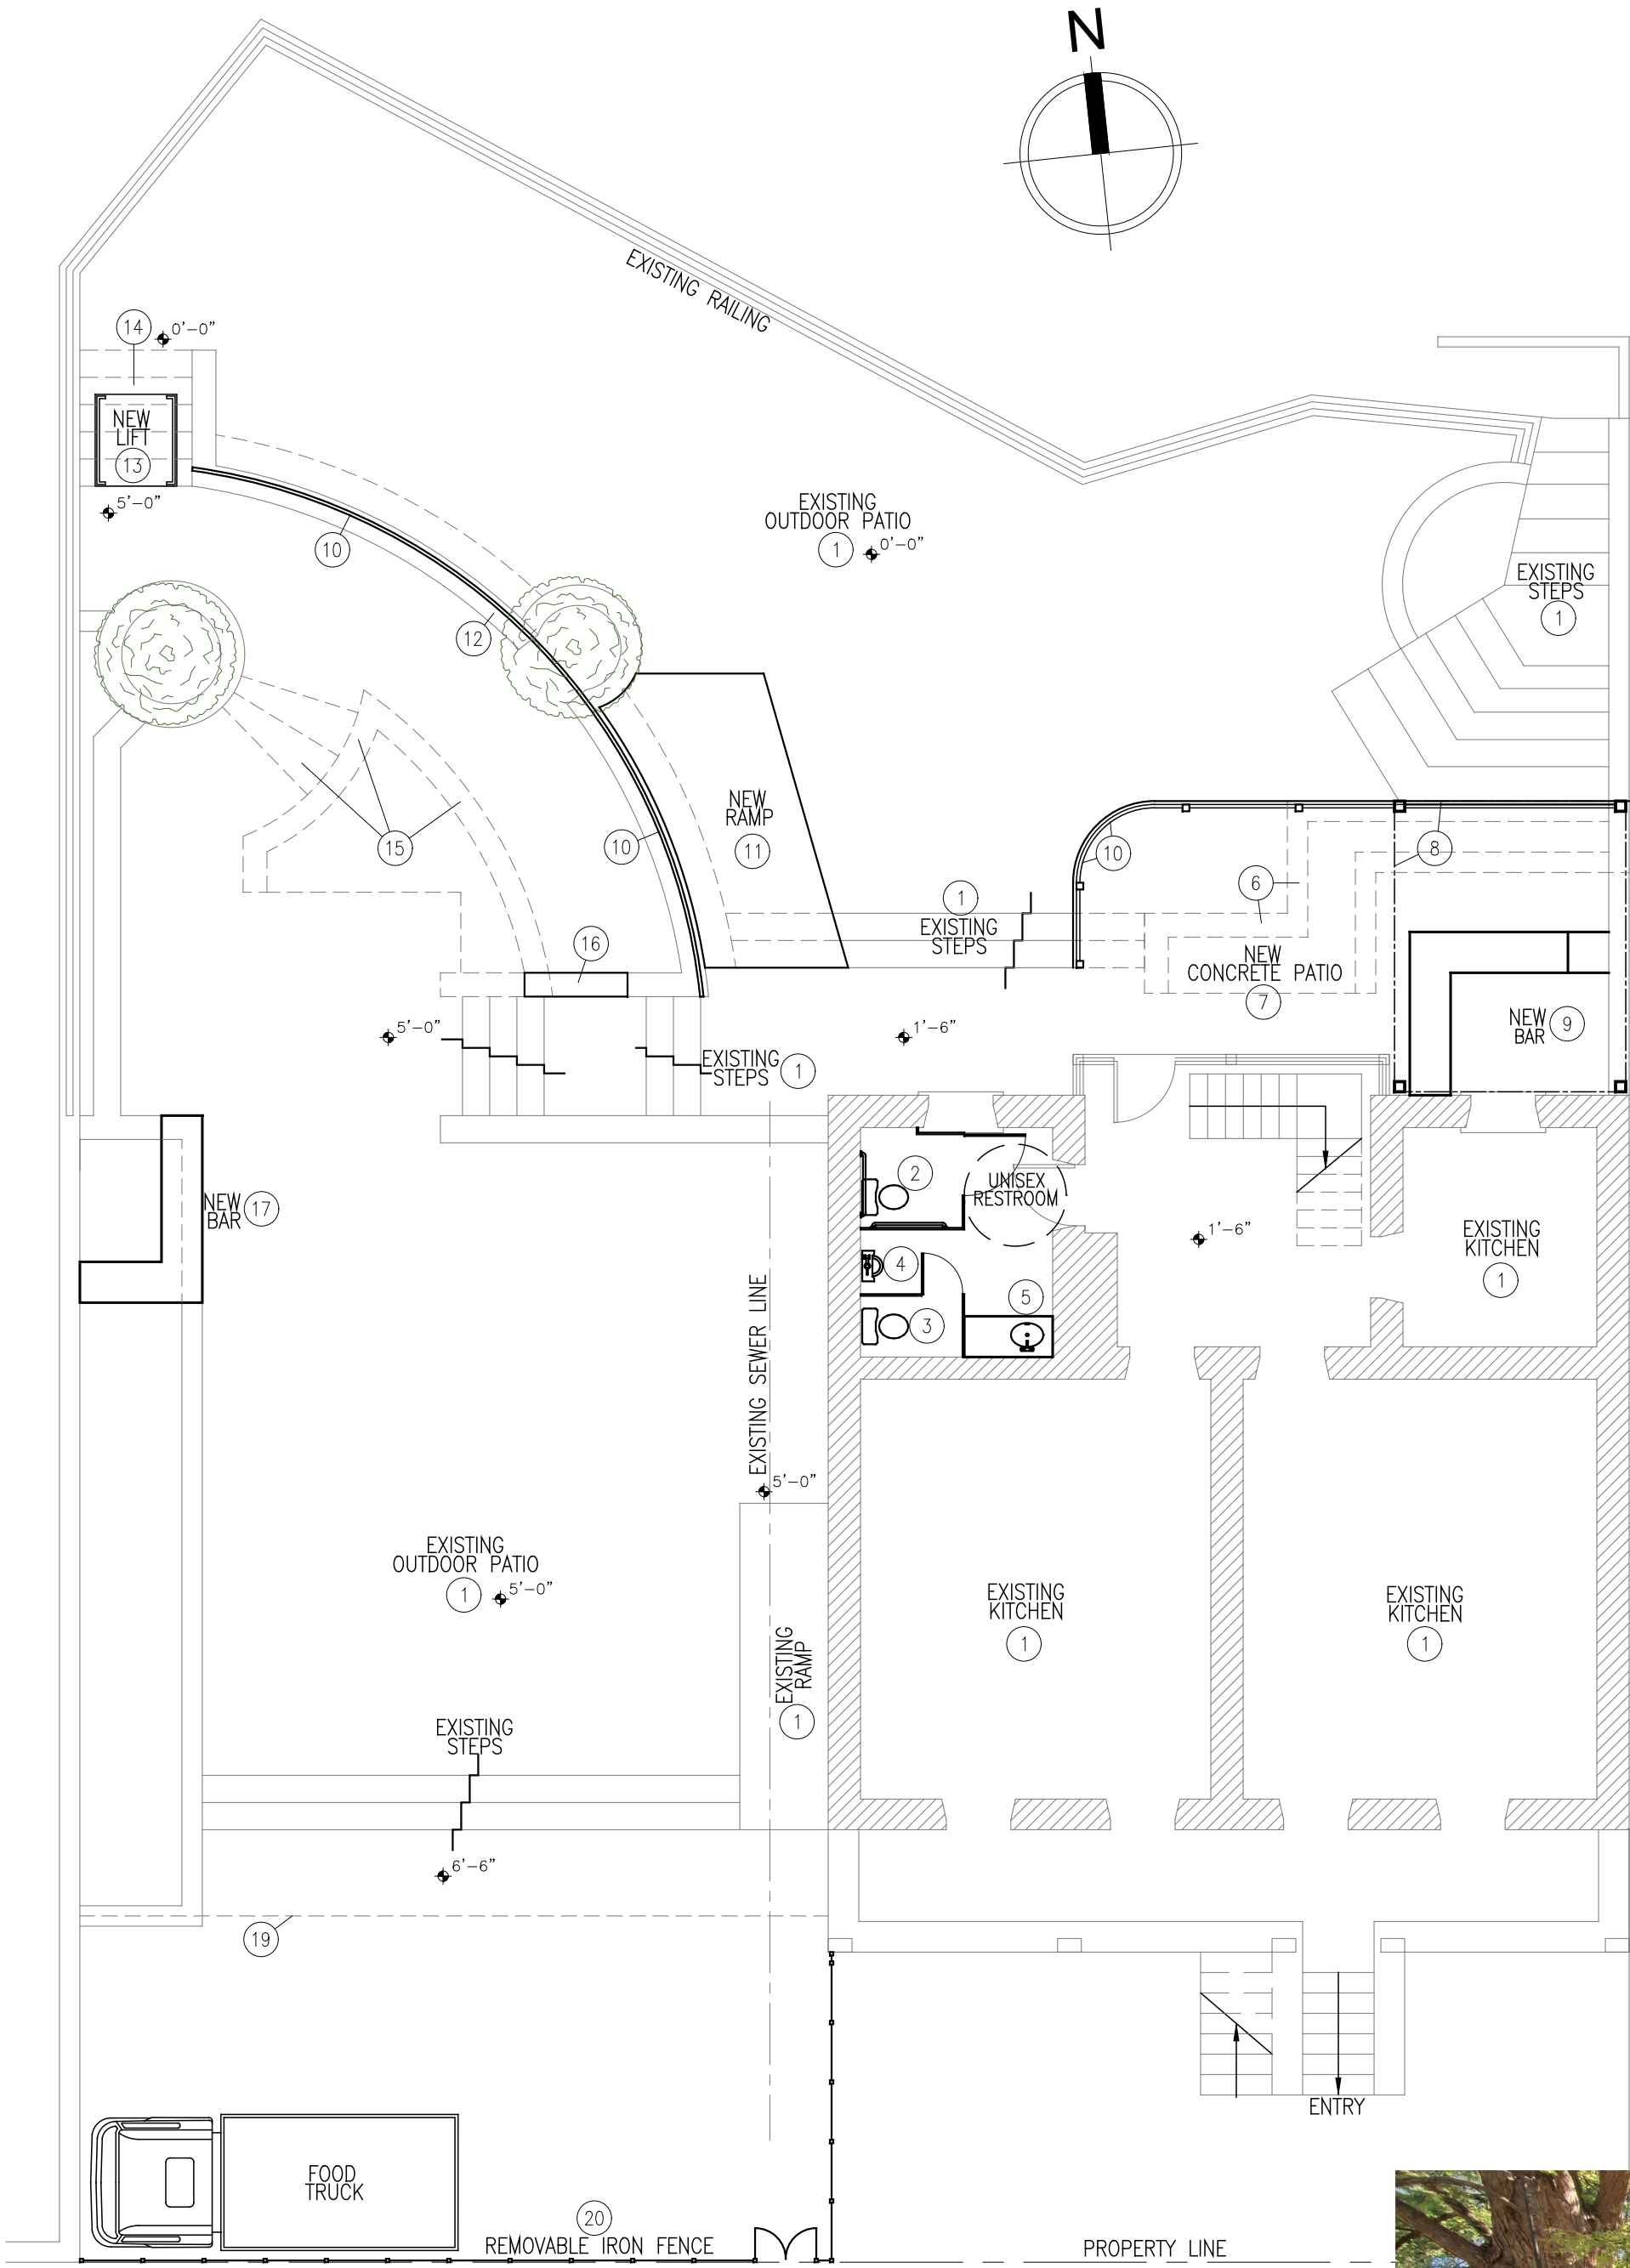 N
EXISTING RAILING
14
0'-0"
NEW
LIFT
13
5'-0"
10
EXISTING
OUTDOOR PATIO
1
0'-0"
EXISTING
STEPS
1
12
NEW
RAMP
11
10
15
10
8
6
1
EXISTING
STEPS
16
NEW
CONCRETE PATIO
7
NEW
BAR
9
5'-0"
1'-6"
EXISTING
STEPS
1
2
UNISEX
RESTROOM
NEW
BAR
17
1'-6"
EXISTING
KITCHEN
1
4
5
3
EXISTING SEWER LINE
5'-0"
EXISTING
OUTDOOR PATIO
1
5'-0"
EXISTING
KITCHEN
1
EXISTING
KITCHEN
1
EXISTING
RAMP
1
EXISTING
STEPS
6'-6"
19
ENTRY
FOOD
TRUCK
20
REMOVABLE IRON FENCE
PROPERTY LINE